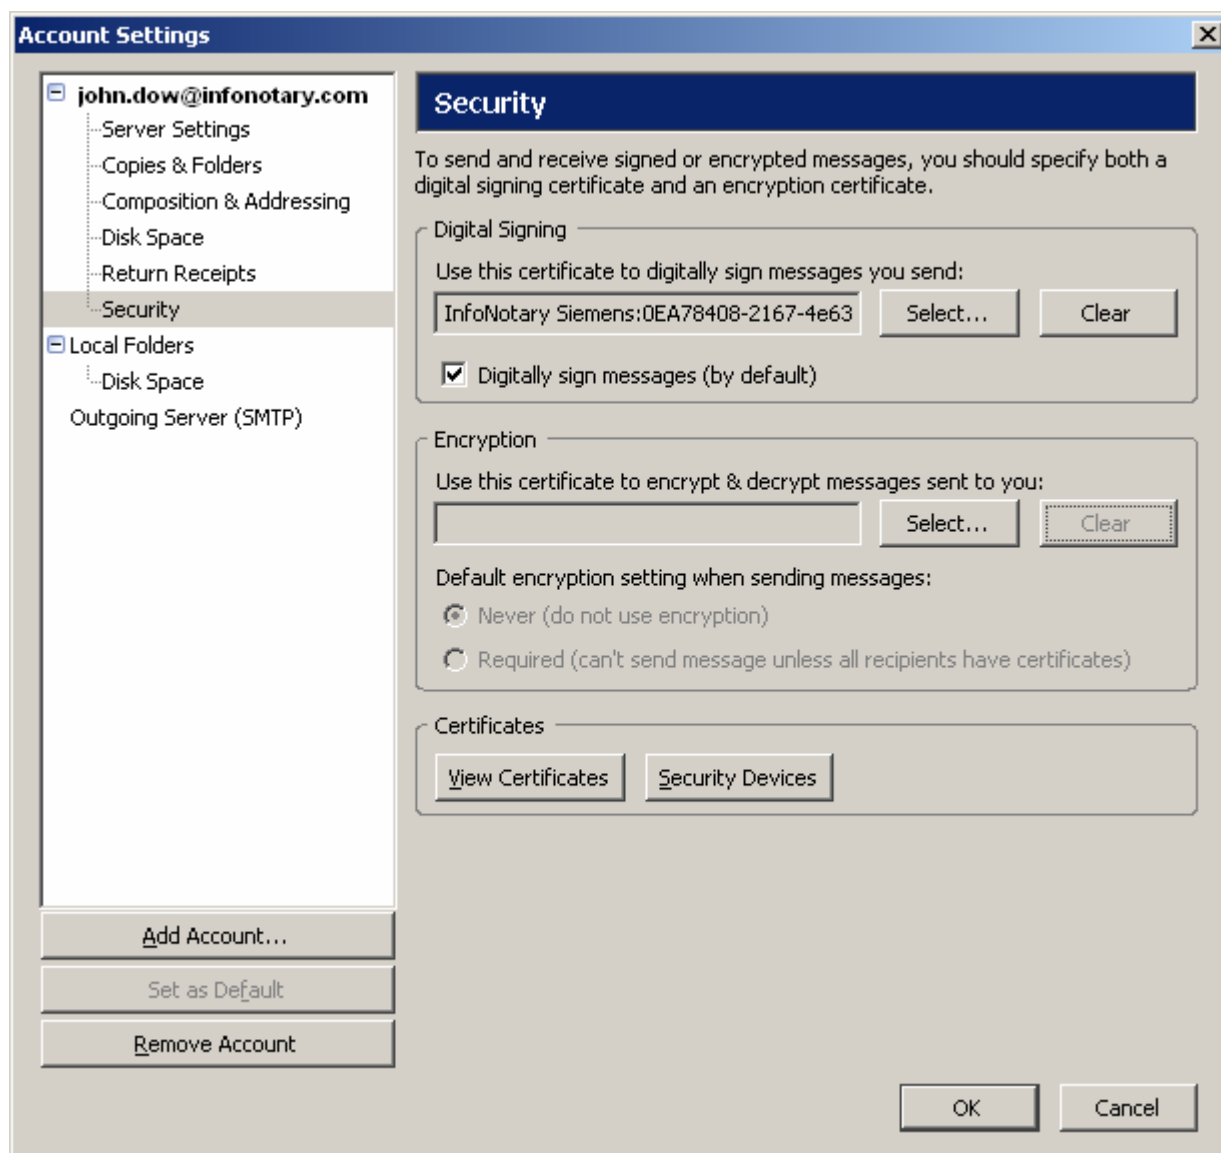 Account Settings
john.dow@infonotary.com
Server Settings
Copies & Folders
Composition & Addressing
Disk Space
Return Receipts
Security
Local Folders
Disk Space
Outgoing Server (SMTP)
Add Account...
Set as Default
Remove Account
Security
To send and receive signed or encrypted messages, you should specify both a
digital signing certificate and an encryption certificate.
Digital Signing
Use this certificate to digitally sign messages you send:
InfoNotary Siemens:0EA78408-2167-4e63
Select...
Clear
Digitally sign messages (by default)
Encryption
Use this certificate to encrypt & decrypt messages sent to you:
Select...
Clear
Default encryption setting when sending messages:
Never (do not use encryption)
Required (can't send message unless all recipients have certificates)
Certificates
View Certificates
Security Devices
OK
Cancel